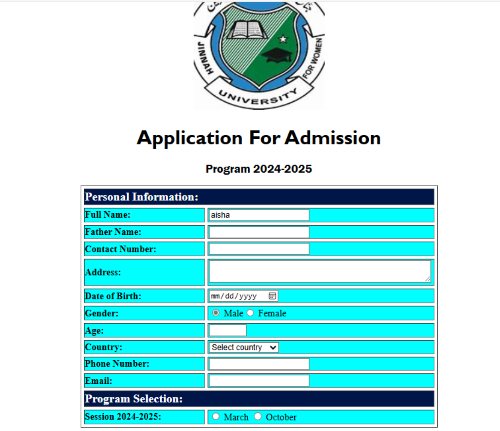 JINNAH UNIVERSITY FOR WOMEN
Application For Admission
Program 2024-2025
Personal Information:
Full Name: aisha
Father Name:
Contact Number:
Address:
Date of Birth: mm/dd/yyyy
Gender: Male Female
Age:
Country: Select country
Phone Number:
Email:
Program Selection:
Session 2024-2025: March October